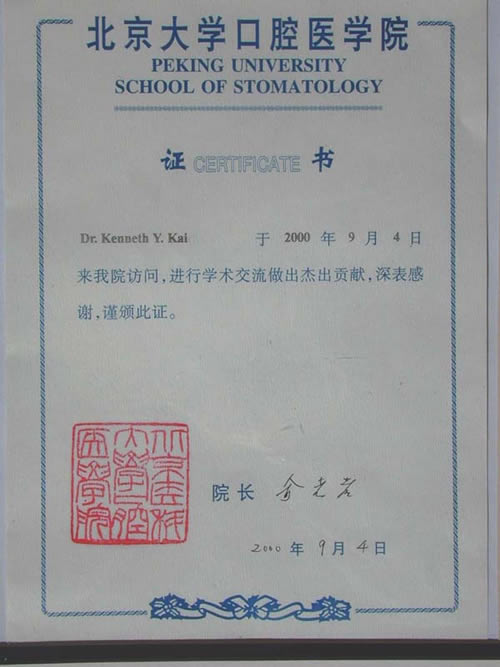 北京大学口腔医学院
PEKING UNIVERSITY
SCHOOL OF STOMATOLOGY
证 CERTIFICATE 书
Dr. Kenneth Y. Kai 于 2000 年 9 月 4 日
来我院访问，进行学术交流做出杰出贡献，深表感
谢，谨颁此证。
院长 俞光岩
2000 年 9 月 4 日